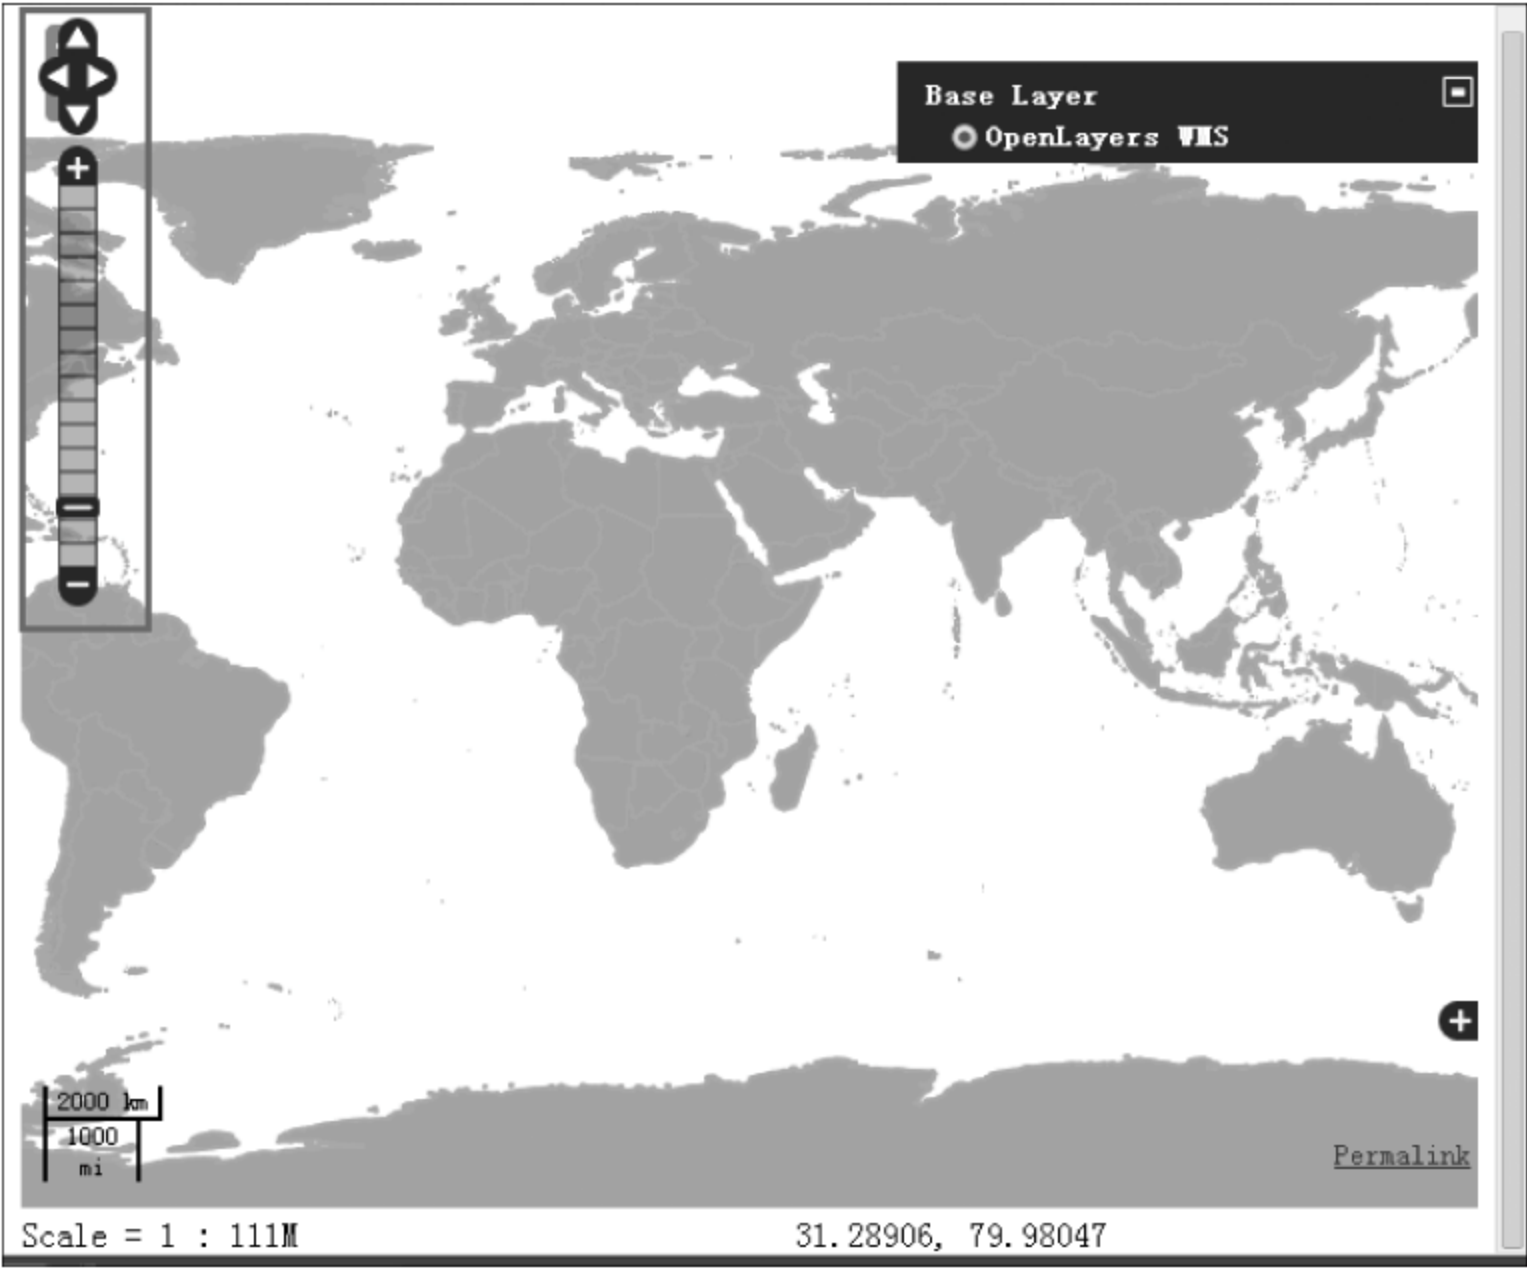 Base Layer
OpenLayers WMS
2000 km
1000
mi
Permalink
Scale = 1 : 111M
31.28906, 79.98047